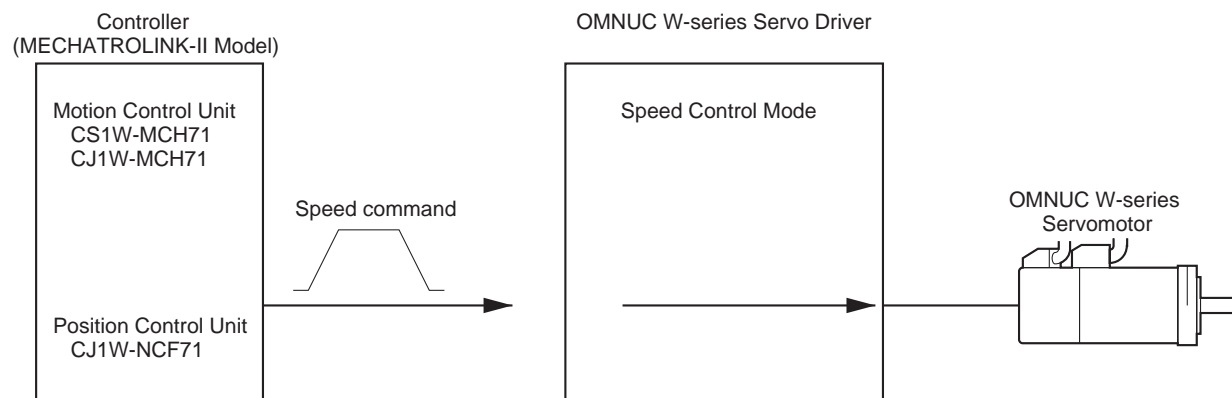 Controller
(MECHATROLINK-II Model)
OMNUC W-series Servo Driver
Motion Control Unit
CS1W-MCH71
CJ1W-MCH71
Speed Control Mode
Speed command
OMNUC W-series
Servomotor
Position Control Unit
CJ1W-NCF71